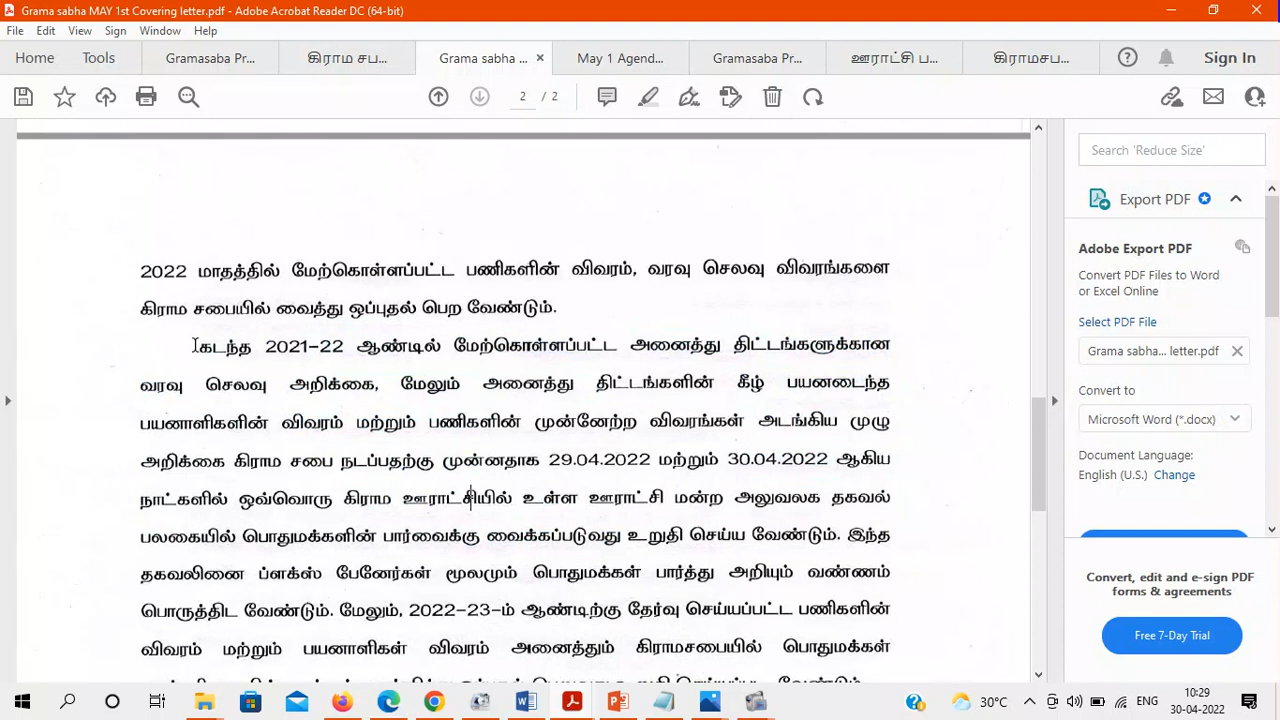 Grama sabha MAY 1st Covering letter.pdf - Adobe Acrobat Reader DC (64-bit)
File Edit View Sign Window Help
Home Tools Gramasaba Pr... கிராம சப... Grama sabha ... May 1 Agend... Gramasaba Pr... ஊராட்சி ப... கிராமசப... Sign In
2 / 2
Search 'Reduce Size'
Export PDF
Adobe Export PDF
Convert PDF Files to Word
or Excel Online
Select PDF File
Grama sabha... letter.pdf
Convert to
Microsoft Word (*.docx)
Document Language:
English (U.S.) Change
Convert, edit and e-sign PDF
forms & agreements
Free 7-Day Trial
2022 மாதத்தில் மேற்கொள்ளப்பட்ட பணிகளின் விவரம், வரவு செலவு விவரங்களை
கிராம சபையில் வைத்து ஒப்புதல் பெற வேண்டும்.
கடந்த 2021-22 ஆண்டில் மேற்கொள்ளப்பட்ட அனைத்து திட்டங்களுக்கான
வரவு செலவு அறிக்கை, மேலும் அனைத்து திட்டங்களின் கீழ் பயனடைந்த
பயனாளிகளின் விவரம் மற்றும் பணிகளின் முன்னேற்ற விவரங்கள் அடங்கிய முழு
அறிக்கை கிராம சபை நடப்பதற்கு முன்னதாக 29.04.2022 மற்றும் 30.04.2022 ஆகிய
நாட்களில் ஒவ்வொரு கிராம ஊராட்சியில் உள்ள ஊராட்சி மன்ற அலுவலக தகவல்
பலகையில் பொதுமக்களின் பார்வைக்கு வைக்கப்படுவது உறுதி செய்ய வேண்டும். இந்த
தகவலினை ப்ளக்ஸ் பேனேர்கள் மூலமும் பொதுமக்கள் பார்த்து அறியும் வண்ணம்
பொருத்திட வேண்டும். மேலும், 2022-23-ம் ஆண்டிற்கு தேர்வு செய்யப்பட்ட பணிகளின்
விவரம் மற்றும் பயனாளிகள் விவரம் அனைத்தும் கிராமசபையில் பொதுமக்கள்
வேண்டும்.
30°C ENG 10:29
30-04-2022